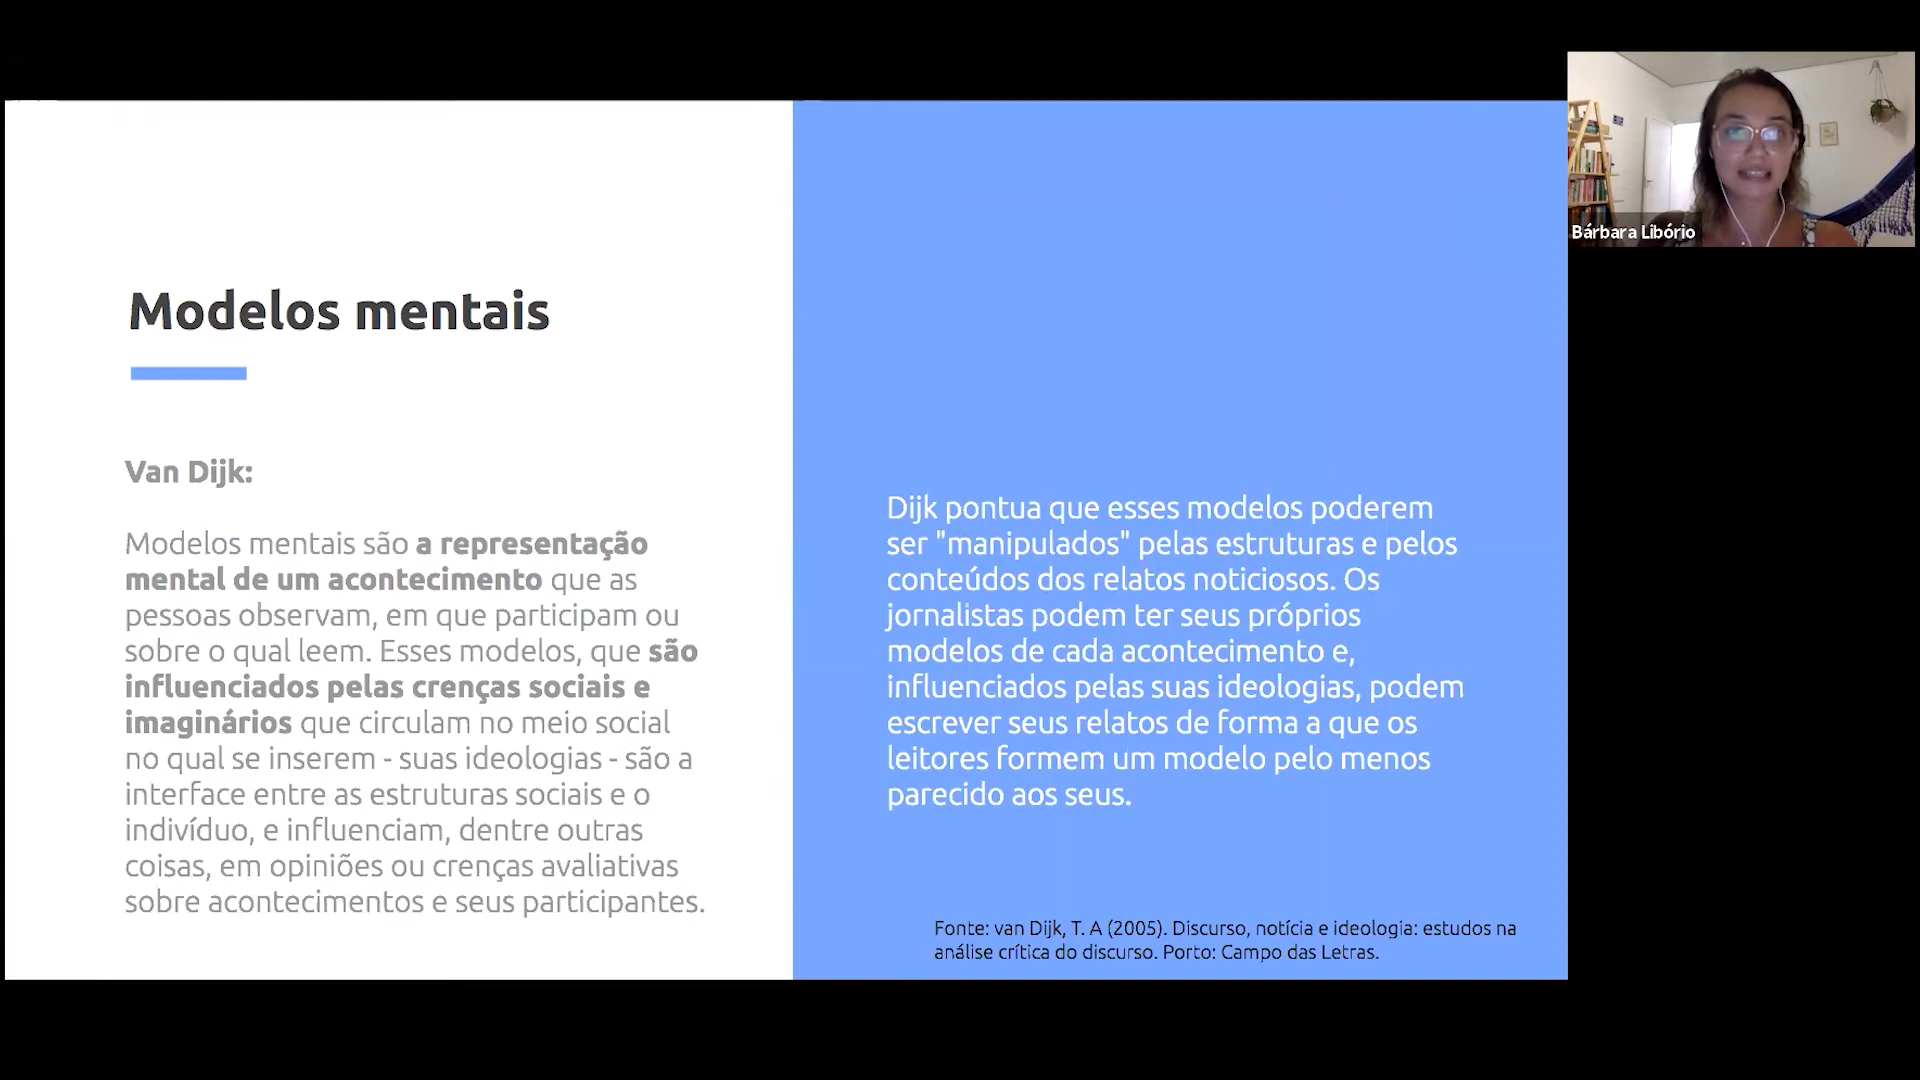 Modelos mentais
Van Dijk:
Modelos mentais são a representação
mental de um acontecimento que as
pessoas observam, em que participam ou
sobre o qual leem. Esses modelos, que são
influenciados pelas crenças sociais e
imaginários que circulam no meio social
no qual se inserem - suas ideologias - são a
interface entre as estruturas sociais e o
indivíduo, e influenciam, dentre outras
coisas, em opiniões ou crenças avaliativas
sobre acontecimentos e seus participantes.
Dijk pontua que esses modelos poderem
ser "manipulados" pelas estruturas e pelos
conteúdos dos relatos noticiosos. Os
jornalistas podem ter seus próprios
modelos de cada acontecimento e,
influenciados pelas suas ideologias, podem
escrever seus relatos de forma a que os
leitores formem um modelo pelo menos
parecido aos seus.
Fonte: van Dijk, T. A (2005). Discurso, notícia e ideologia: estudos na
análise crítica do discurso. Porto: Campo das Letras.
Bárbara Libório